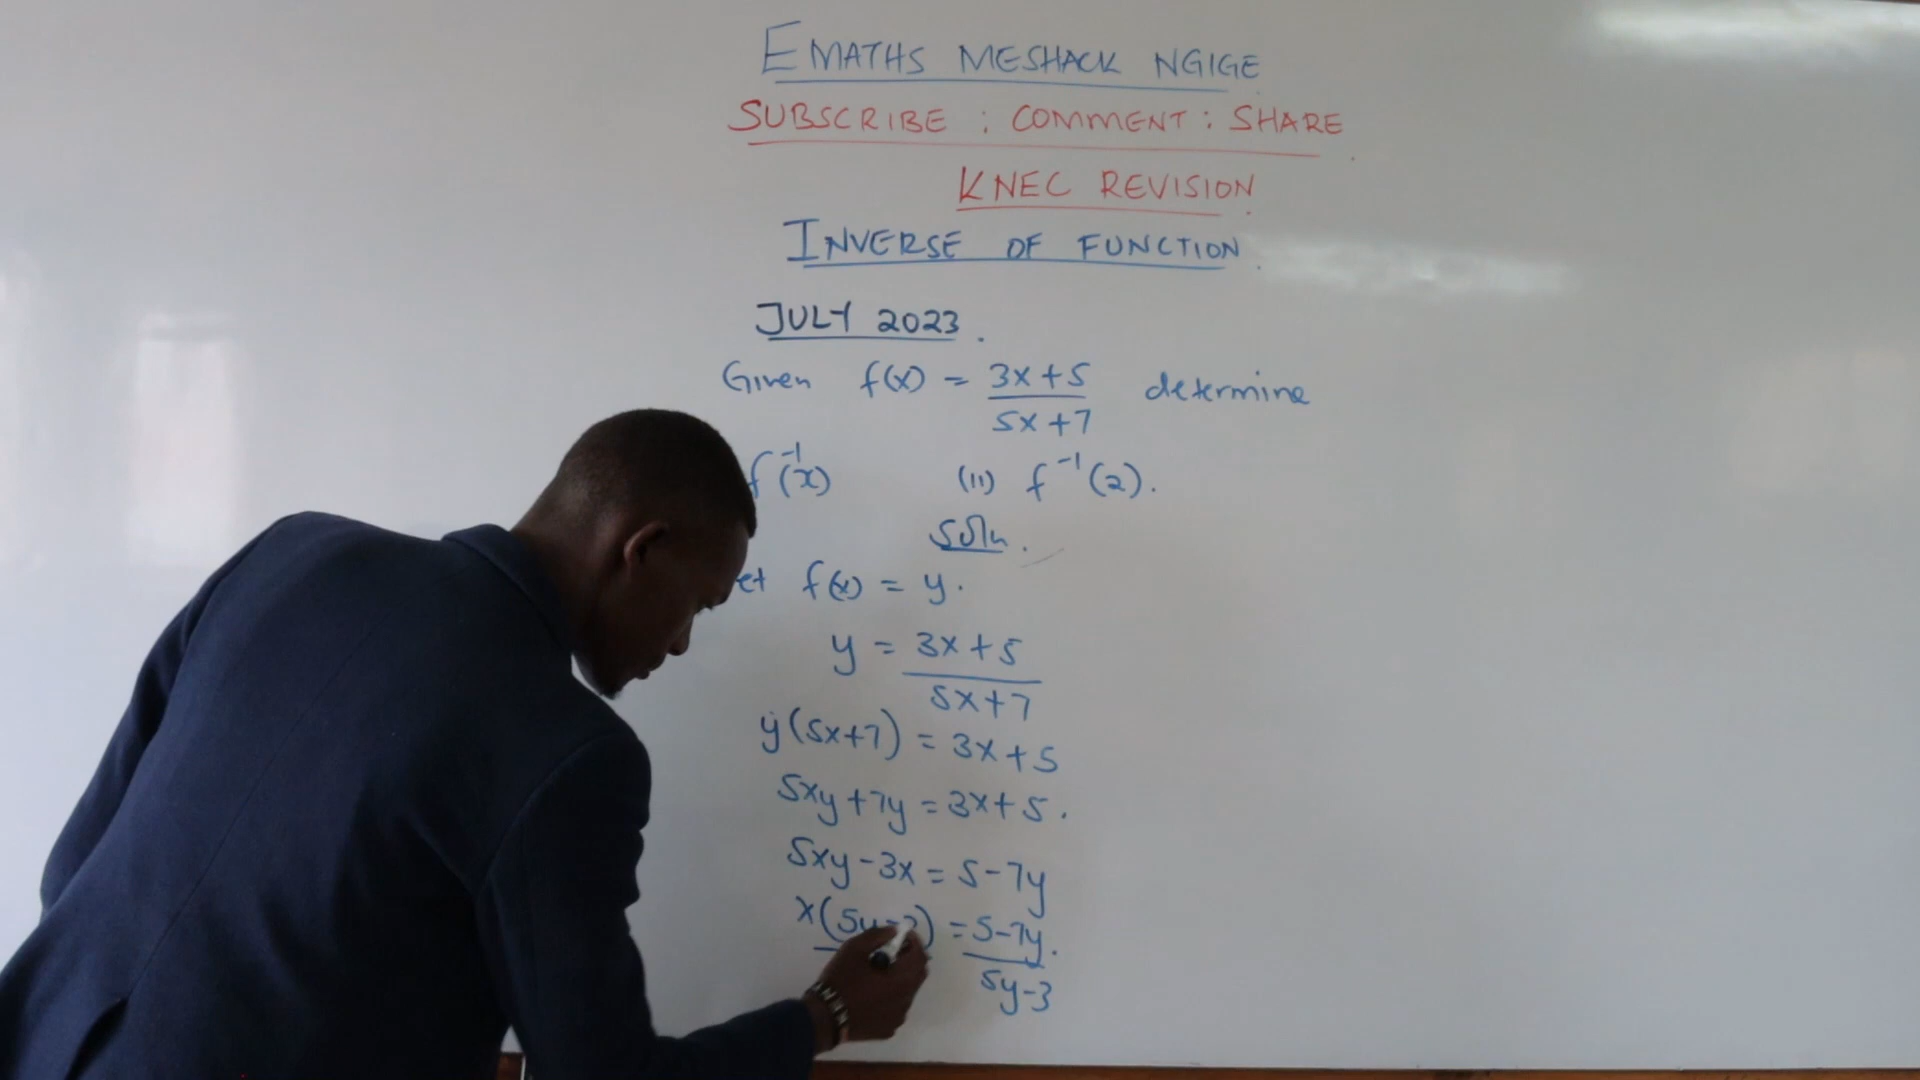 EMATHS MESHACK NGIGE
SUBSCRIBE : COMMENT : SHARE
KNEC REVISION
INVERSE OF FUNCTION.
JULY 2023.
Given f(x) = 3x+5 / 5x+7 determine
f⁻¹(x) (ii) f⁻¹(2).
Soln.
et f(x) = y.
y = 3x+5 / 5x+7
y(5x+7) = 3x+5
5xy+7y = 3x+5.
5xy-3x = 5-7y
x(5y-3) = 5-7y. / 5y-3